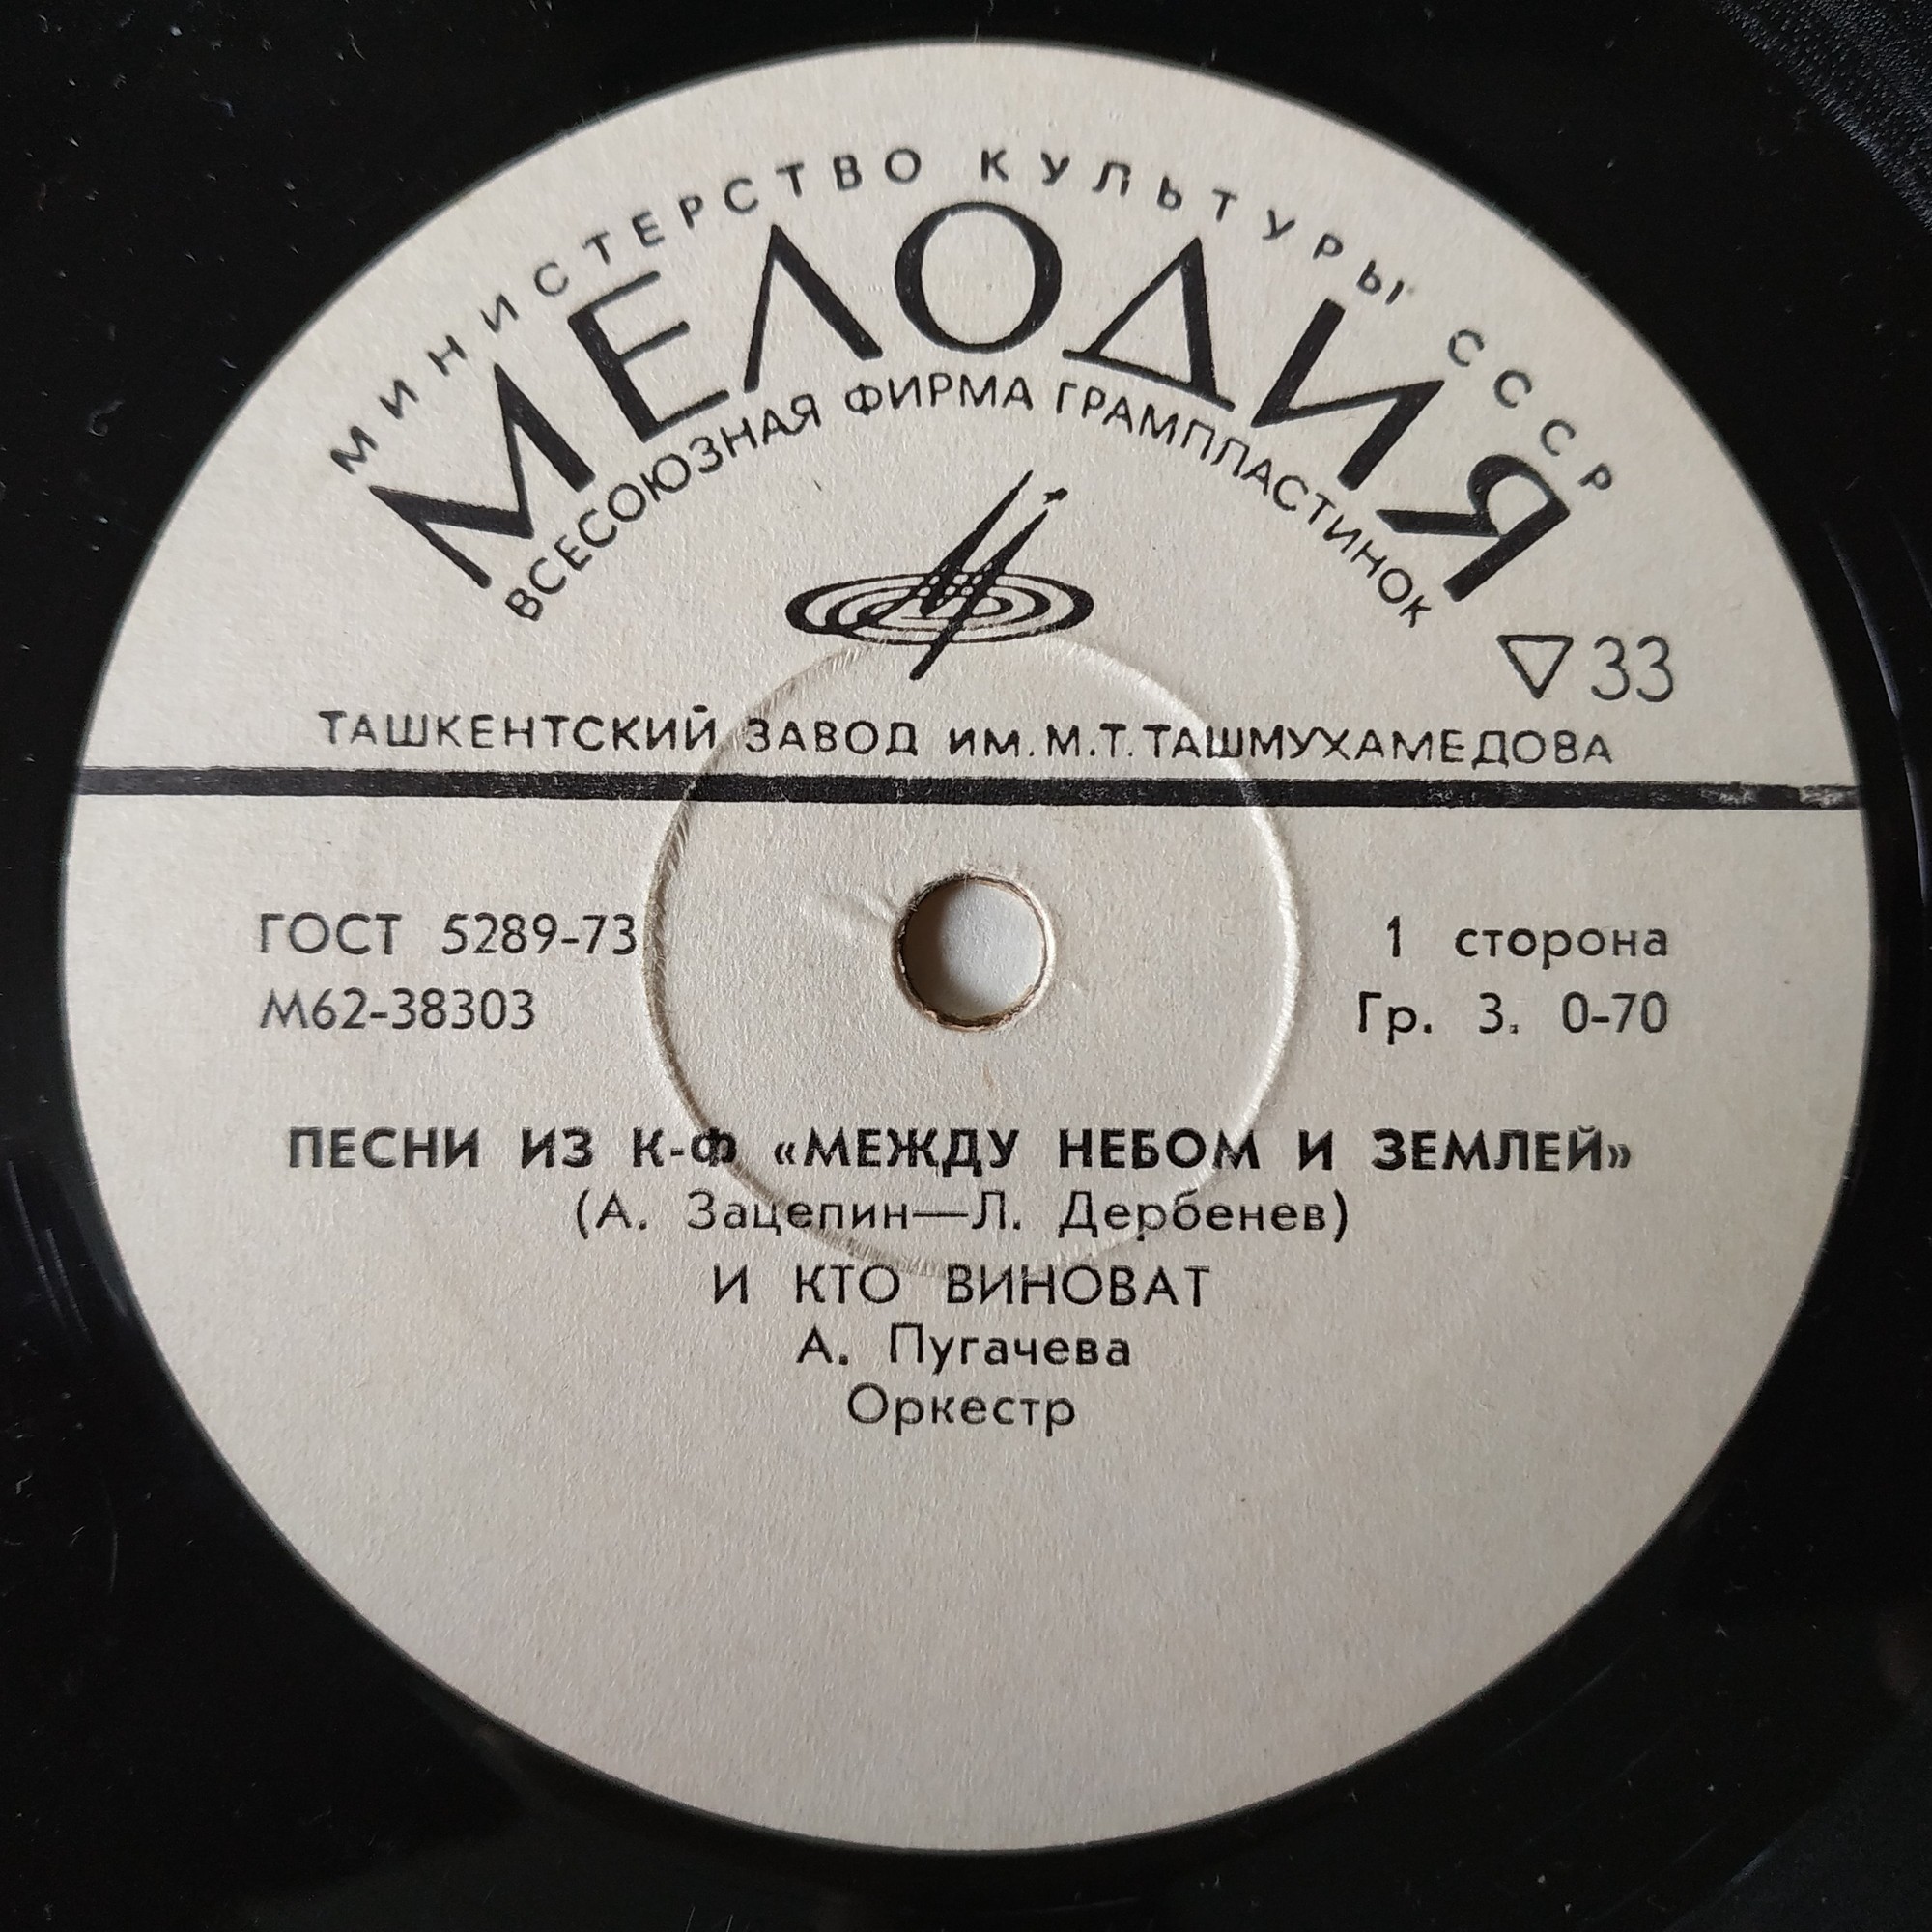 МИНИСТЕРСТВО КУЛЬТУРЫ СССР
МЕЛОДИЯ
ВСЕСОЮЗНАЯ ФИРМА ГРАМПЛАСТИНОК
▽33
ТАШКЕНТСКИЙ ЗАВОД ИМ. М.Т. ТАШМУХАМЕДОВА
ГОСТ 5289-73
М62-38303
1 сторона
Гр. 3. 0-70
ПЕСНИ ИЗ К-Ф «МЕЖДУ НЕБОМ И ЗЕМЛЕЙ»
(А. Зацепин—Л. Дербенев)
И КТО ВИНОВАТ
А. Пугачева
Оркестр